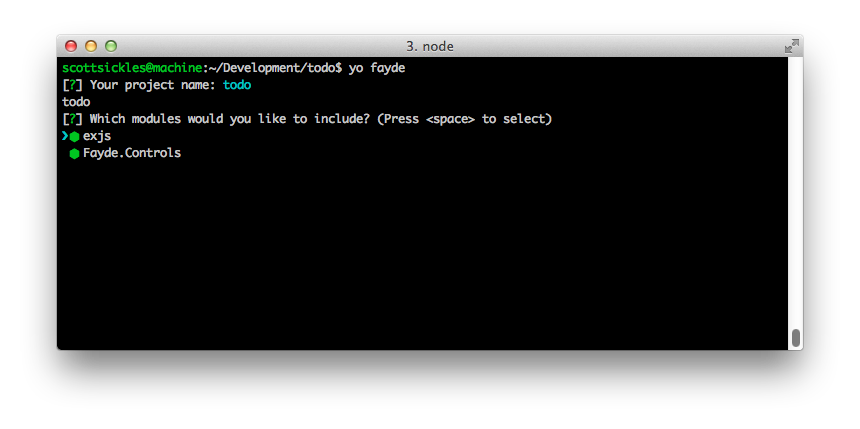 3. node
scottsickles@machine:~/Development/todo$ yo fayde
[?] Your project name: todo
todo
[?] Which modules would you like to include? (Press <space> to select)
❯⬢ exjs
⬢ Fayde.Controls